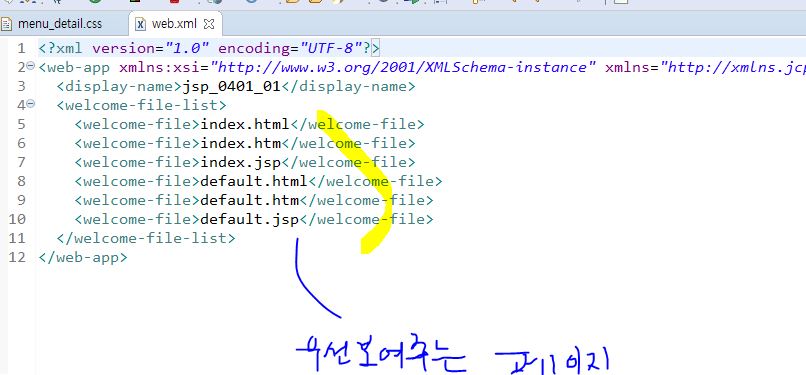 menu_detail.css web.xml
1 <?xml version="1.0" encoding="UTF-8"?>
2 <web-app xmlns:xsi="http://www.w3.org/2001/XMLSchema-instance" xmlns="http://xmlns.jcp
3 <display-name>jsp_0401_01</display-name>
4 <welcome-file-list>
5 <welcome-file>index.html</welcome-file>
6 <welcome-file>index.htm</welcome-file>
7 <welcome-file>index.jsp</welcome-file>
8 <welcome-file>default.html</welcome-file>
9 <welcome-file>default.htm</welcome-file>
10 <welcome-file>default.jsp</welcome-file>
11 </welcome-file-list>
12 </web-app>
우선보여주는 페이지